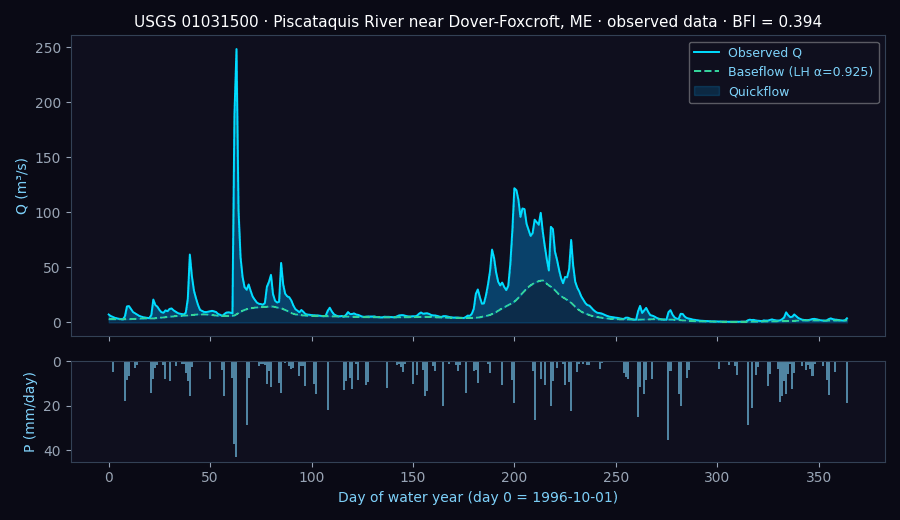 USGS 01031500 · Piscataquis River near Dover-Foxcroft, ME · observed data · BFI = 0.394
Observed Q
Baseflow (LH α=0.925)
Quickflow
Q (m³/s)
250
200
150
100
50
0
P (mm/day)
0
20
40
0 50 100 150 200 250 300 350
Day of water year (day 0 = 1996-10-01)